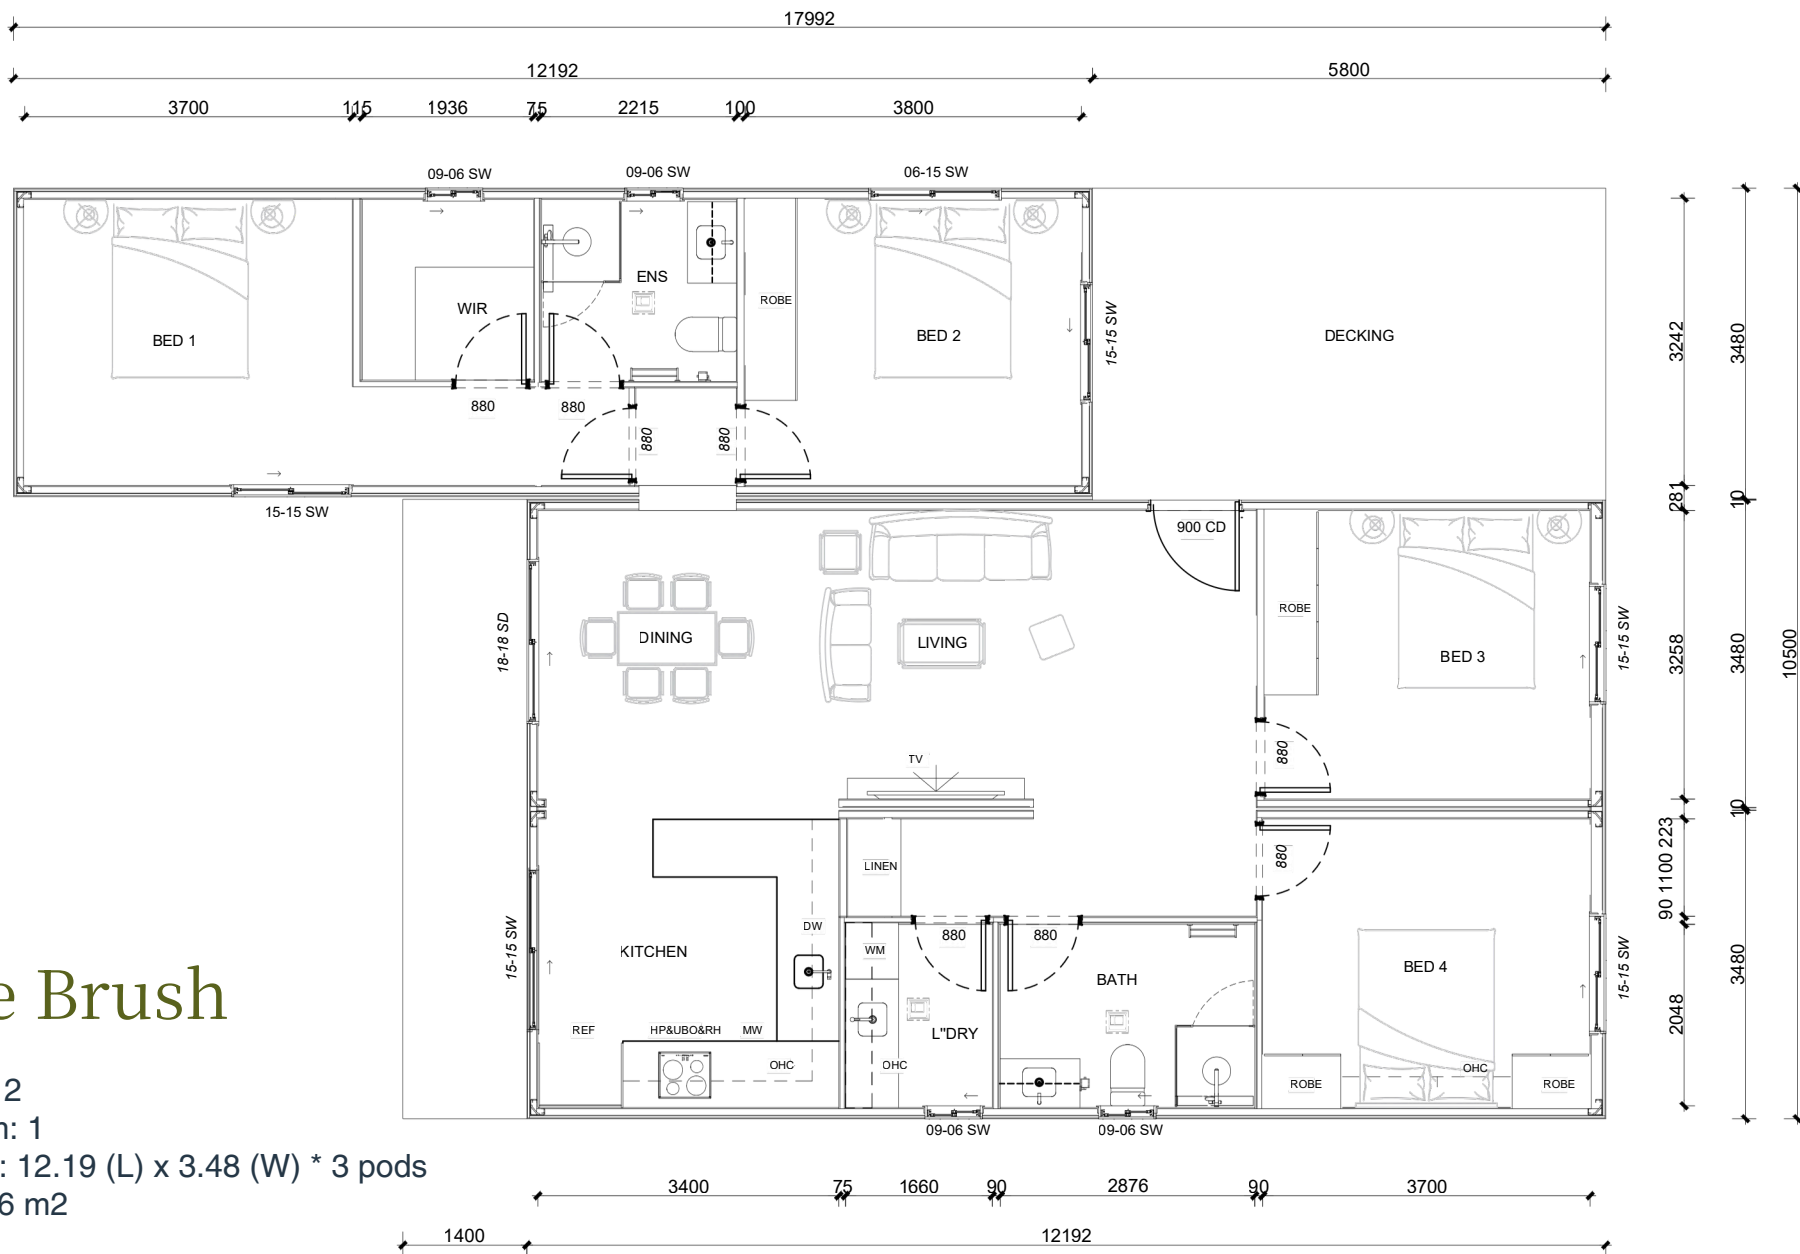 17992
12192 5800
3700 115 1936 75 2215 100 3800
09-06 SW 09-06 SW 06-15 SW
BED 1
WIR
ENS
ROBE
BED 2
15-15 SW
DECKING
880 880 880 880
15-15 SW
3242
3480
281
10
900 CD
18-18 SD
DINING
LIVING
ROBE
BED 3
15-15 SW
3258
3480
10500
880
TV
10
LINEN
880
90 1100 223
15-15 SW
KITCHEN
DW
WM
880 880
BATH
BED 4
15-15 SW
2048
3480
REF HP&UBO&RH MW
OHC
OHC
L"DRY
ROBE
OHC
ROBE
09-06 SW 09-06 SW
e Brush
2
: 1
: 12.19 (L) x 3.48 (W) * 3 pods
6 m2
3400 75 1660 90 2876 90 3700
1400 12192